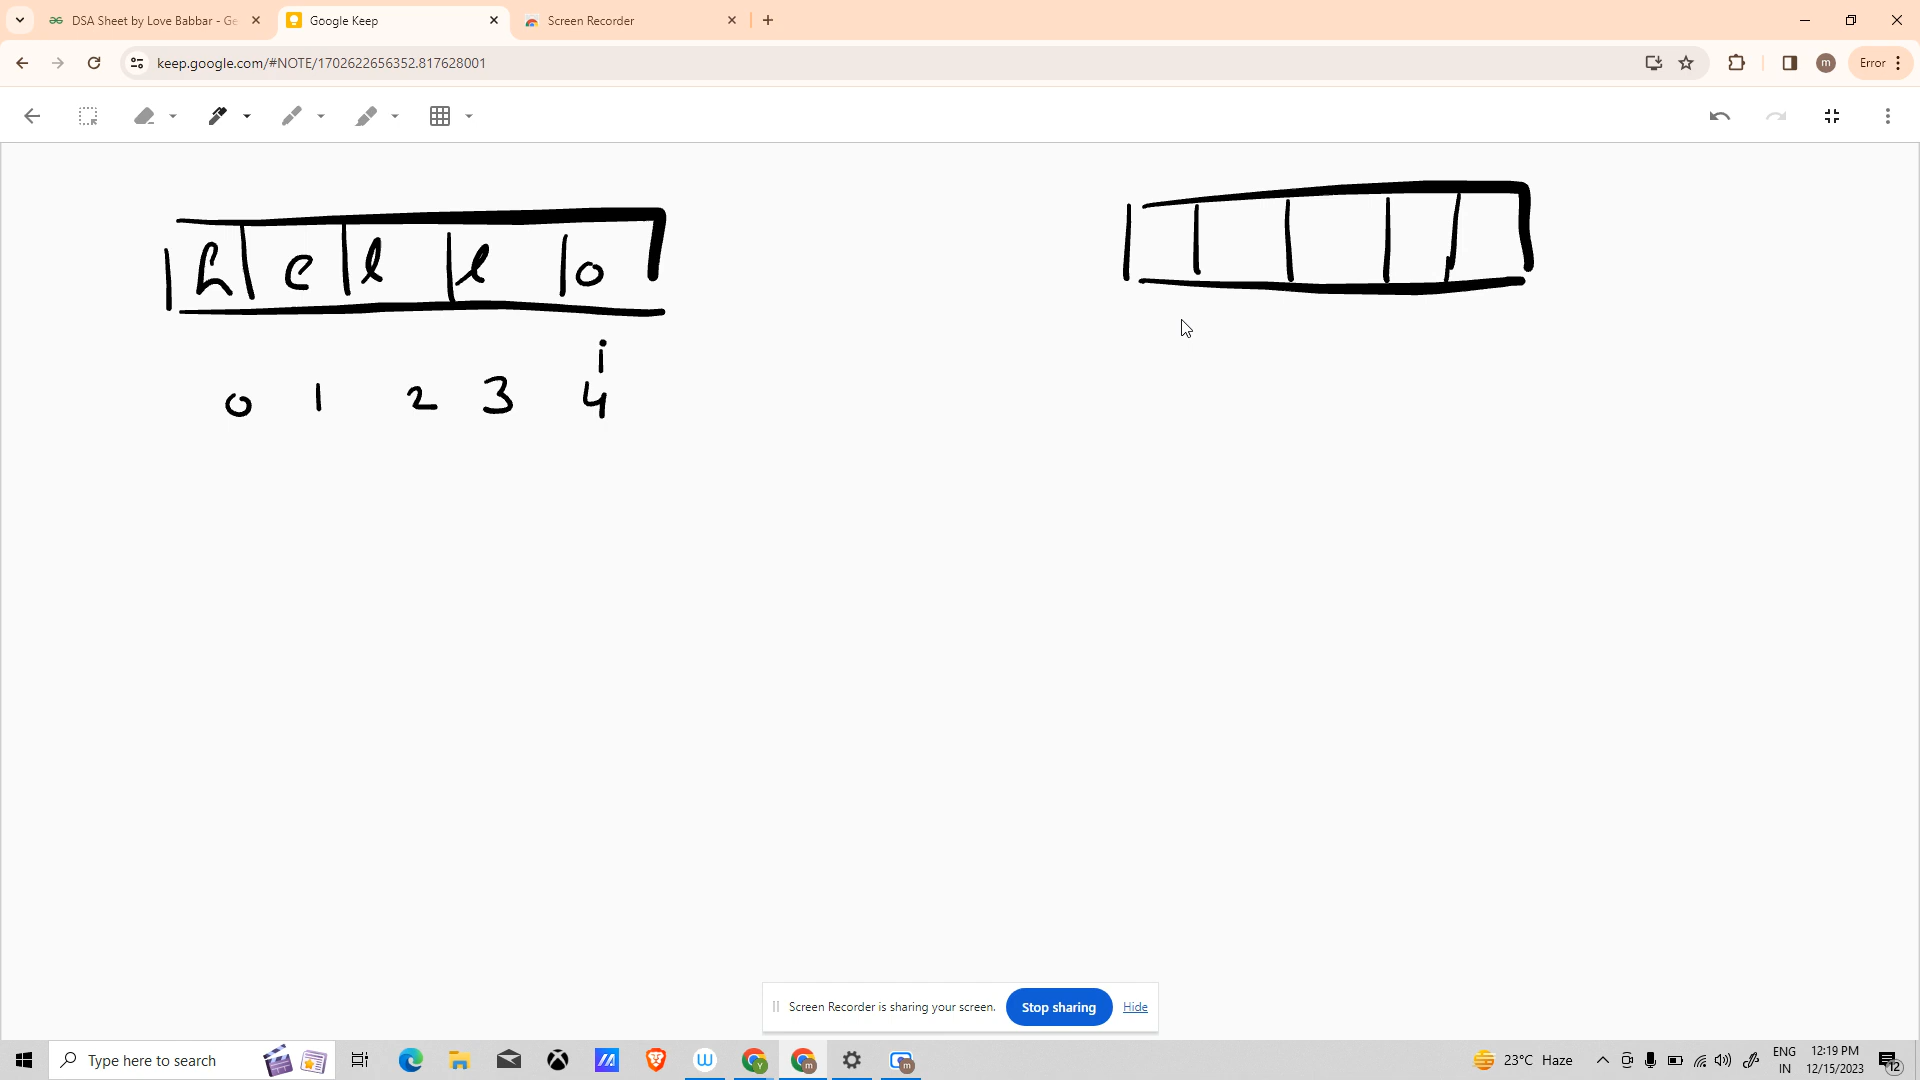 DSA Sheet by Love Babbar - Ge
Google Keep
Screen Recorder
keep.google.com/#NOTE/1702622656352.817628001
m
Error
h e l l o
i
0 1 2 3 4
Screen Recorder is sharing your screen.
Stop sharing
Hide
Type here to search
23°C Haze
ENG
IN
12:19 PM
12/15/2023
12